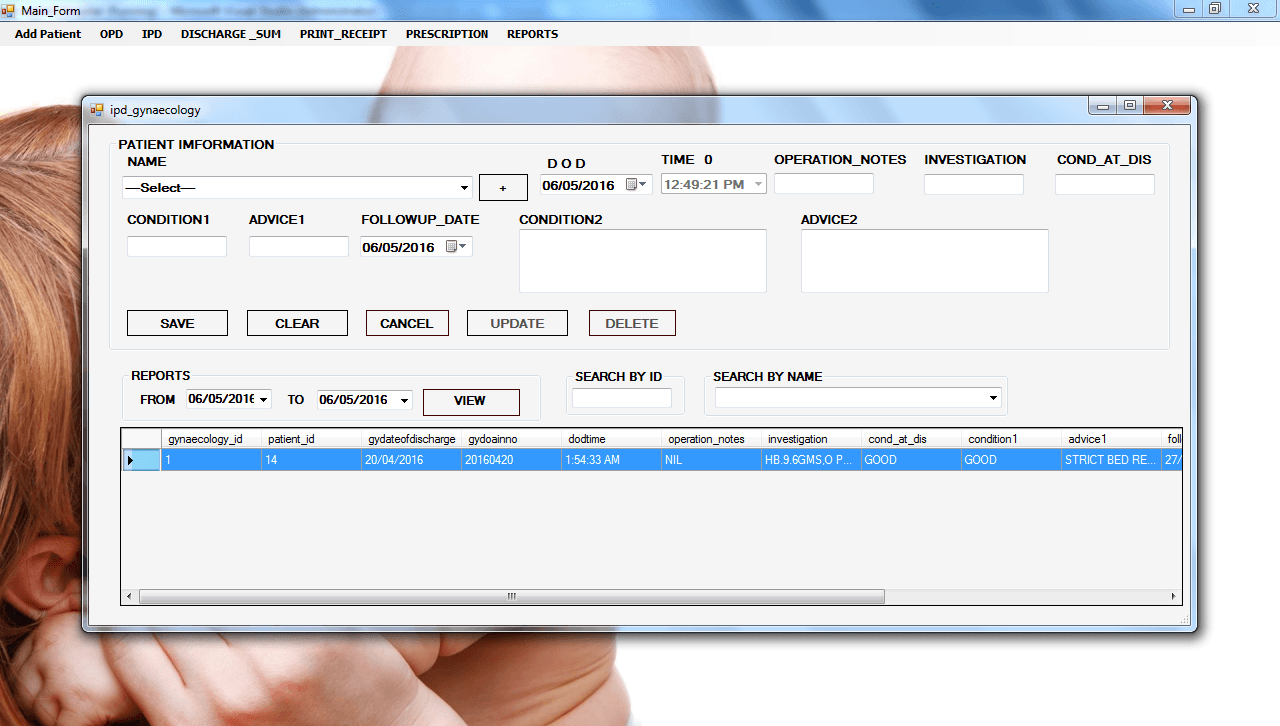 Main_Form
Add Patient OPD IPD DISCHARGE_SUM PRINT_RECEIPT PRESCRIPTION REPORTS
ipd_gynaecology
PATIENT IMFORMATION
NAME D O D TIME 0 OPERATION_NOTES INVESTIGATION COND_AT_DIS
---Select--- + 06/05/2016 12:49:21 PM
CONDITION1 ADVICE1 FOLLOWUP_DATE CONDITION2 ADVICE2
06/05/2016
SAVE CLEAR CANCEL UPDATE DELETE
REPORTS SEARCH BY ID SEARCH BY NAME
FROM 06/05/2016 TO 06/05/2016 VIEW
gynaecology_id patient_id gydateofdischarge gydoainno dodtime operation_notes investigation cond_at_dis condition1 advice1 foll
1 14 20/04/2016 20160420 1:54:33 AM NIL HB.9.6GMS,O P... GOOD GOOD STRICT BED RE... 27/